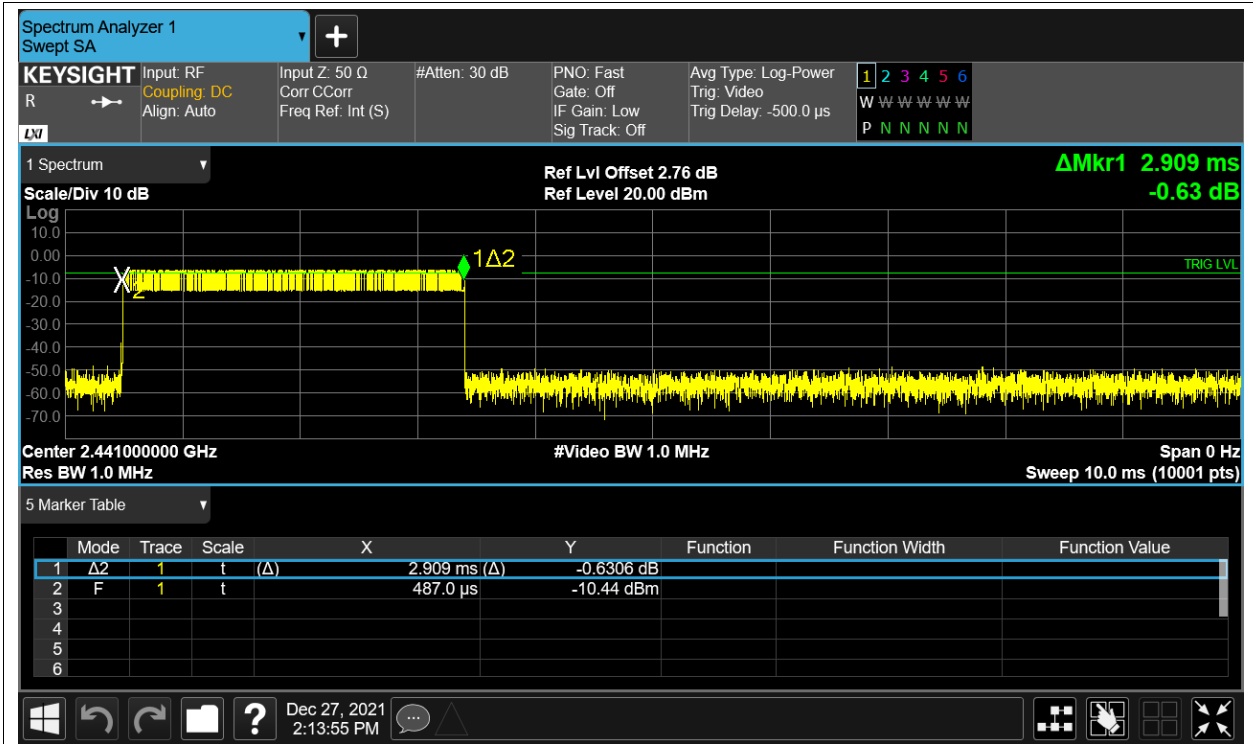 Spectrum Analyzer 1
Swept SA
+
KEYSIGHT Input: RF Input Z: 50 Ω #Atten: 30 dB PNO: Fast Avg Type: Log-Power 1 2 3 4 5 6
R Coupling: DC Corr CCorr Gate: Off Trig: Video W W W W W W
Align: Auto Freq Ref: Int (S) IF Gain: Low Trig Delay: -500.0 µs
LXI Sig Track: Off P N N N N N
1 Spectrum Ref Lvl Offset 2.76 dB ΔMkr1 2.909 ms
Scale/Div 10 dB Ref Level 20.00 dBm -0.63 dB
Log
10.0
0.00 1Δ2
TRIG LVL
-10.0
2
-20.0
-30.0
-40.0
-50.0
-60.0
-70.0
Center 2.441000000 GHz #Video BW 1.0 MHz Span 0 Hz
Res BW 1.0 MHz Sweep 10.0 ms (10001 pts)
5 Marker Table
Mode Trace Scale X Y Function Function Width Function Value
1 Δ2 1 t (Δ) 2.909 ms (Δ) -0.6306 dB
2 F 1 t 487.0 µs -10.44 dBm
3
4
5
6
? Dec 27, 2021
2:13:55 PM